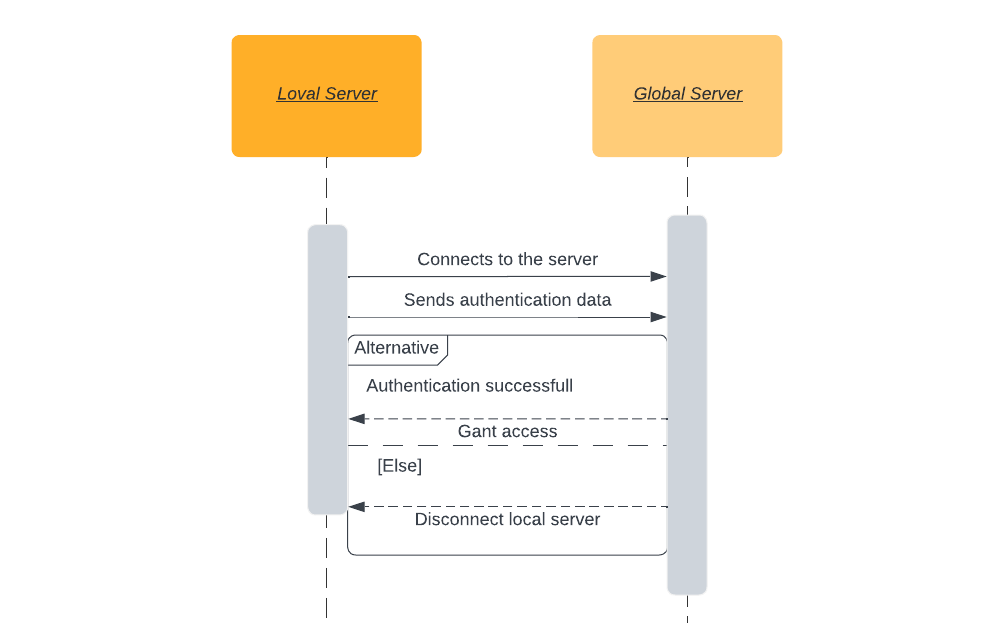 Loval Server
Global Server
Connects to the server
Sends authentication data
Alternative
Authentication successfull
Gant access
[Else]
Disconnect local server